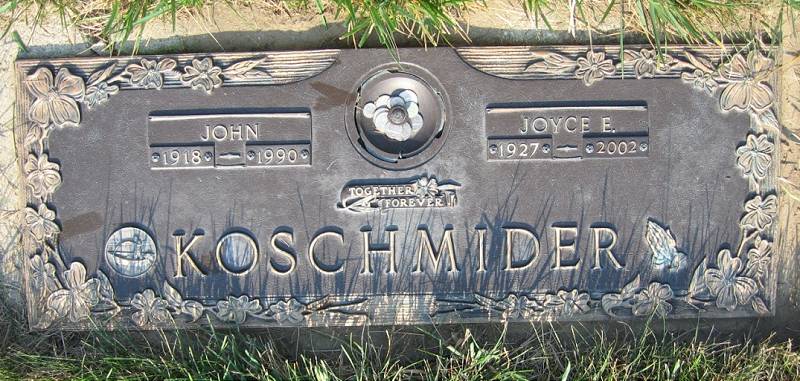 JOHN
1918 1990
JOYCE E.
1927 2002
TOGETHER
FOREVER
KOSCHMIDER